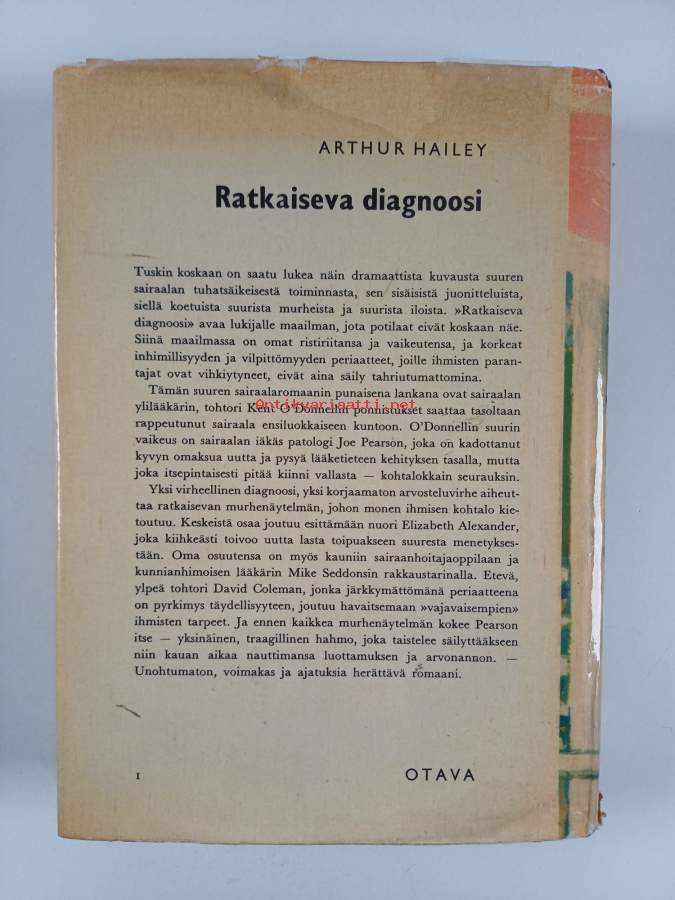 ARTHUR HAILEY
Ratkaiseva diagnoosi
Tuskin koskaan on saatu lukea näin dramaattista kuvausta suuren
sairaalan tuhatsäikeisestä toiminnasta, sen sisäisistä juonitteluista,
siellä koetuista suurista murheista ja suurista iloista. »Ratkaiseva
diagnoosi» avaa lukijalle maailman, jota potilaat eivät koskaan näe.
Siinä maailmassa on omat ristiriitansa ja vaikeutensa, ja korkeat
inhimillisyyden ja vilpittömyyden periaatteet, joille ihmisten paran-
tajat ovat vihkiytyneet, eivät aina säily tahriutumattomina.
Tämän suuren sairaalaromaanin punaisena lankana ovat sairaalan
ylilääkärin, tohtori Kent O'Donnellin ponnistukset saattaa tasoltaan
Antikvariaatti.net
rappeutunut sairaala ensiluokkaiseen kuntoon. O'Donnellin suurin
vaikeus on sairaalan iäkäs patologi Joe Pearson, joka on kadottanut
kyvyn omaksua uutta ja pysyä lääketieteen kehityksen tasalla, mutta
joka itsepintaisesti pitää kiinni vallasta — kohtalokkain seurauksin.
Yksi virheellinen diagnoosi, yksi korjaamaton arvosteluvirhe aiheut-
taa ratkaisevan murhenäytelmän, johon monen ihmisen kohtalo kie-
toutuu. Keskeistä osaa joutuu esittämään nuori Elizabeth Alexander,
joka kiihkeästi toivoo uutta lasta toipuakseen suuresta menetykses-
tään. Oma osuutensa on myös kauniin sairaanhoitajaoppilaan ja
kunnianhimoisen lääkärin Mike Seddonsin rakkaustarinalla. Etevä,
ylpeä tohtori David Coleman, jonka järkkymättömänä periaatteena
on pyrkimys täydellisyyteen, joutuu havaitsemaan »vajavaisempien»
ihmisten tarpeet. Ja ennen kaikkea murhenäytelmän kokee Pearson
itse — yksinäinen, traagillinen hahmo, joka taistelee säilyttääkseen
niin kauan aikaa nauttimansa luottamuksen ja arvonannon. —
Unohtumaton, voimakas ja ajatuksia herättävä romaani.
1
OTAVA